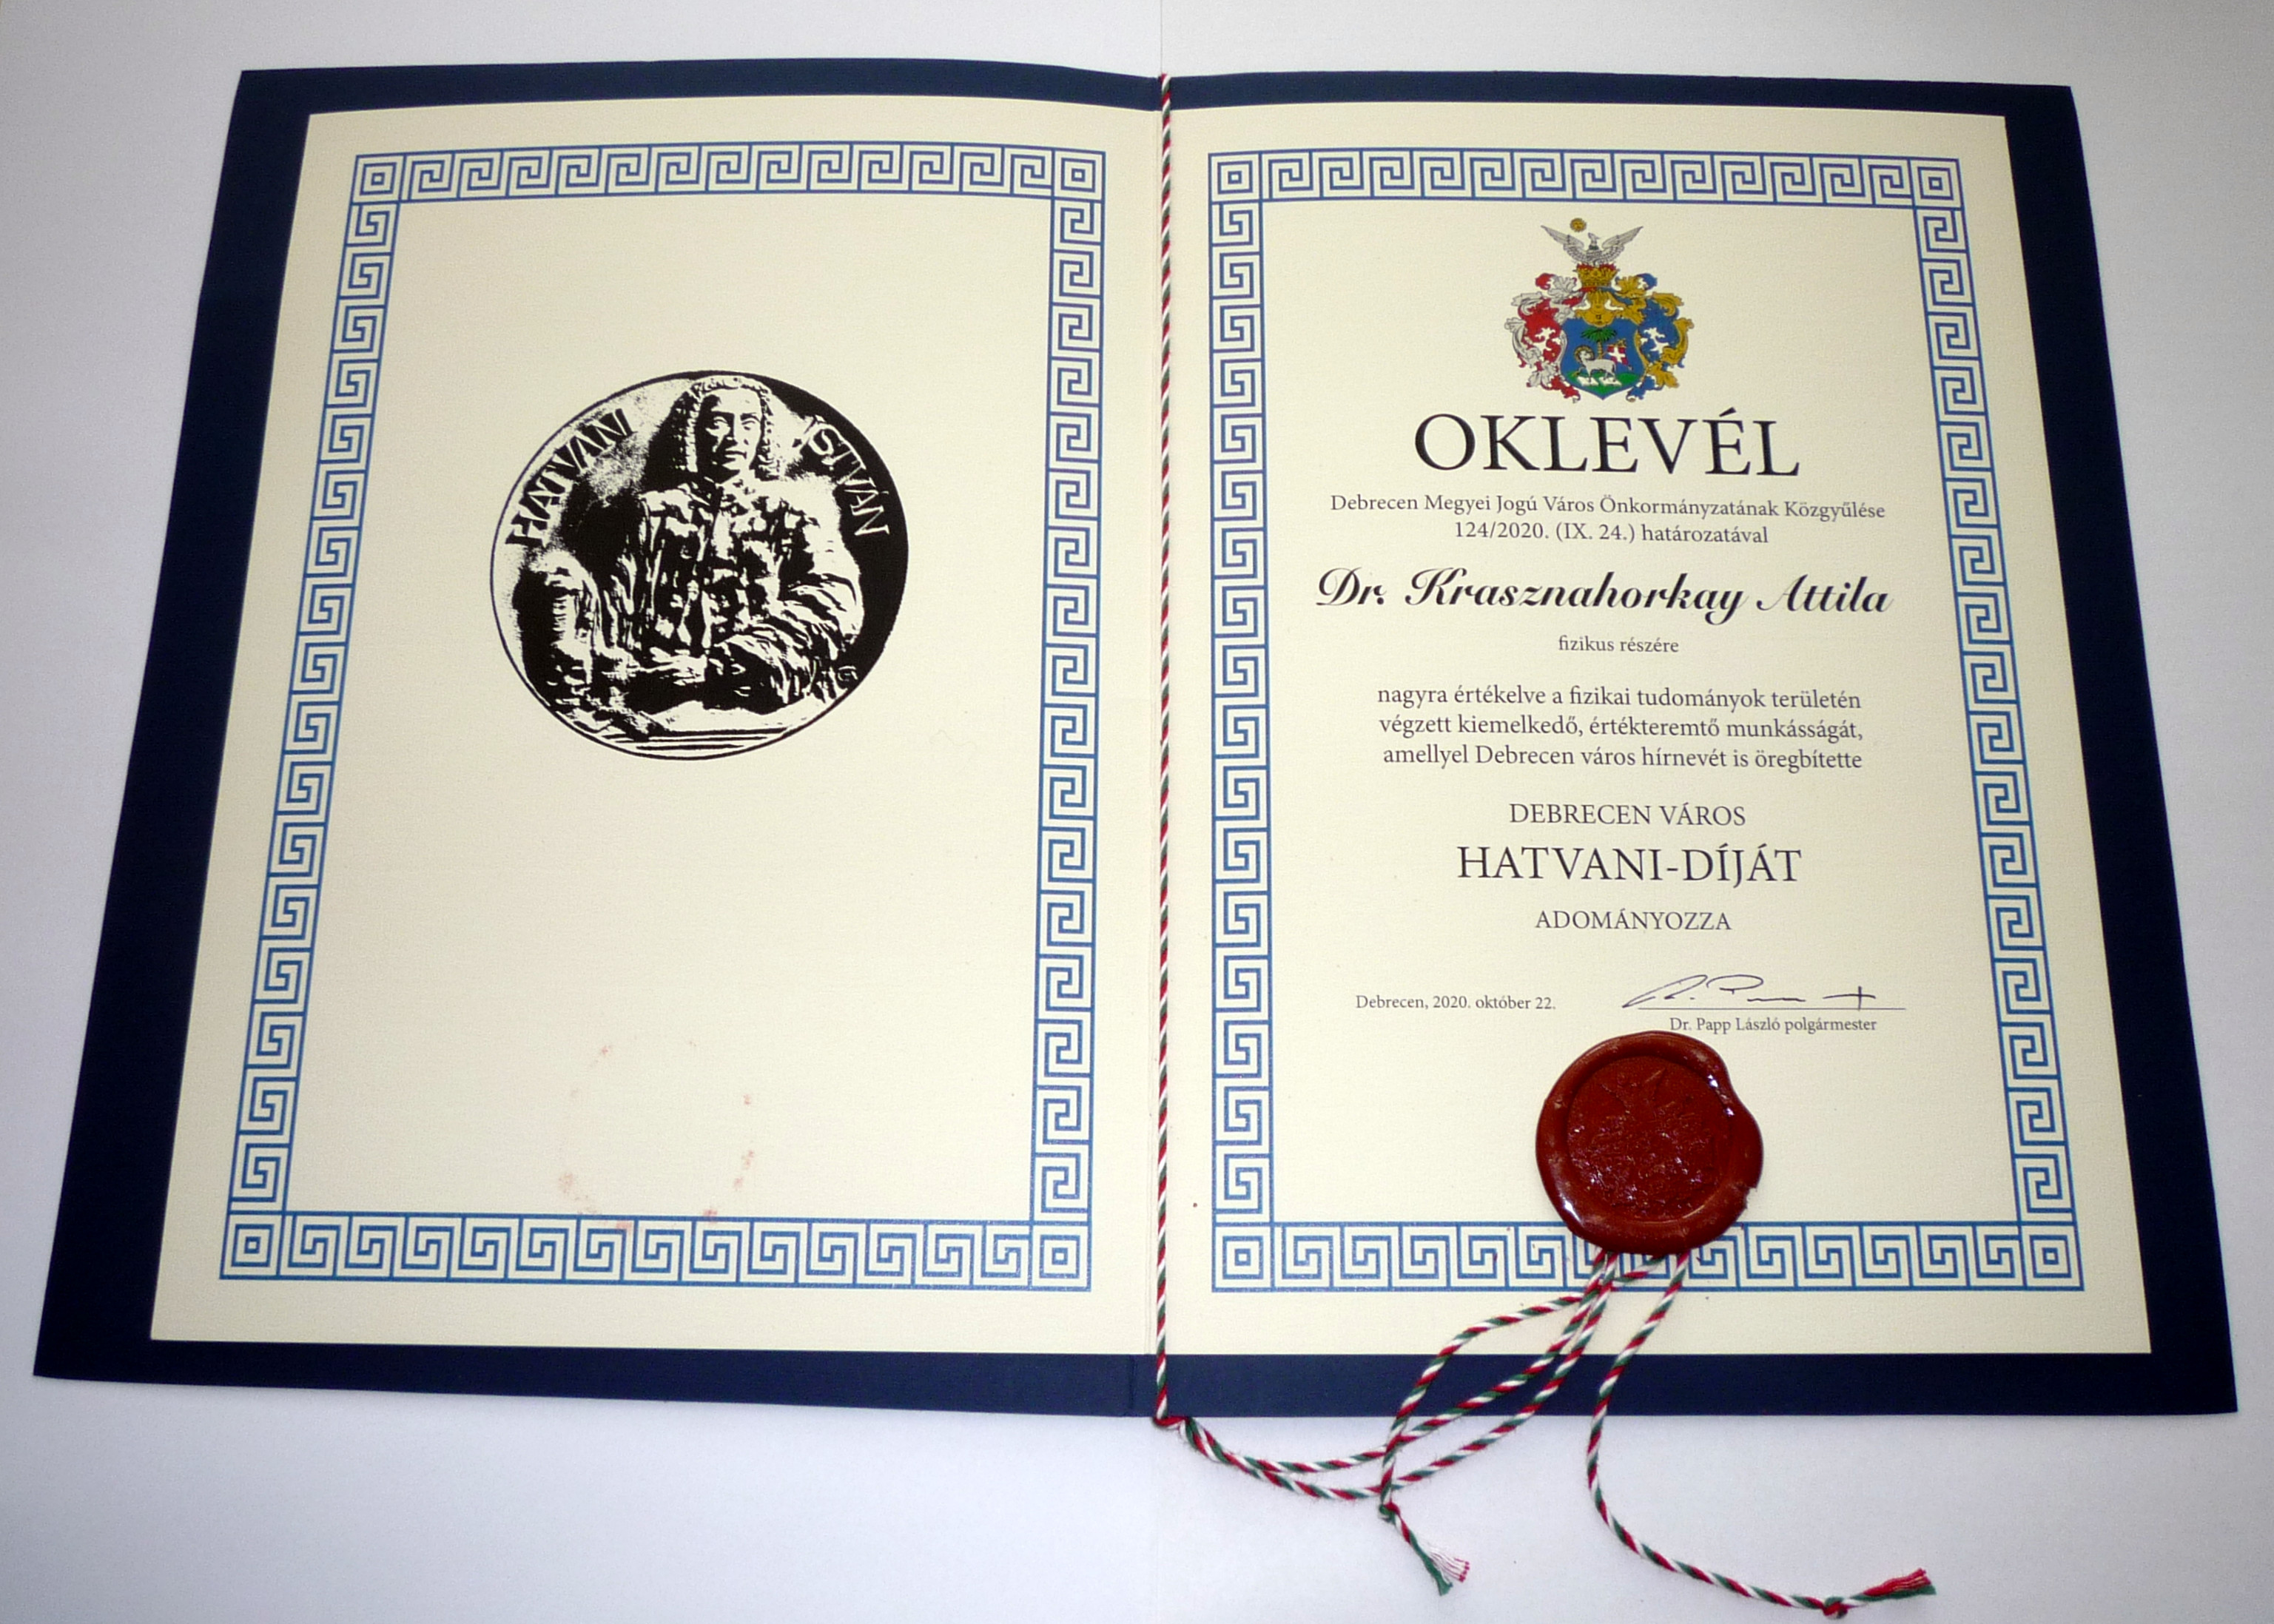 HATVANI ISTVÁN
OKLEVÉL
Debrecen Megyei Jogú Város Önkormányzatának Közgyűlése
124/2020. (IX. 24.) határozatával
Dr. Krasznahorkay Attila
fizikus részére
nagyra értékelve a fizikai tudományok területén
végzett kiemelkedő, értékteremtő munkásságát,
amellyel Debrecen város hírnevét is öregbítette
DEBRECEN VÁROS
HATVANI-DÍJÁT
ADOMÁNYOZZA
Debrecen, 2020. október 22.
Dr. Papp László polgármester